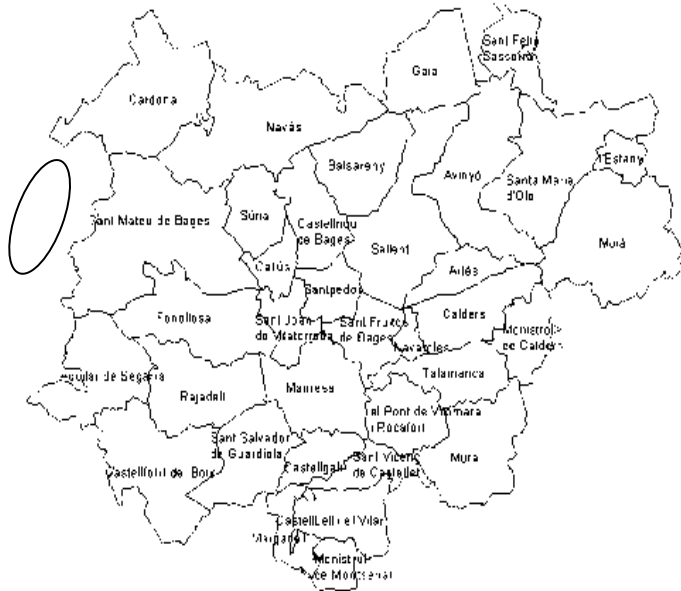 Sant Feliu
Sasserra
Gaià
Cardona
Navàs
Balsareny
l'Estany
Avinyó
Santa Maria
d'Oló
Súria
Sant Mateu de Bages
Castellnou
de Bages
Sallent
Moià
Callús
Artés
Santpedor
Fonollosa
Calders
Sant Joan
de Vilatorrada
Sant Fruitós
de Bages
Monistrol
de Calders
Navarcles
Aguilar de Segarra
Talamanca
Rajadell
Manresa
el Pont de Vilomara
i Rocafort
Sant Salvador
de Guardiola
Mura
Sant Vicenç
de Castellet
Castellgalí
Castellfollit del Boix
Castellbell i el Vilar
Marganell
Monistrol
de Montserrat